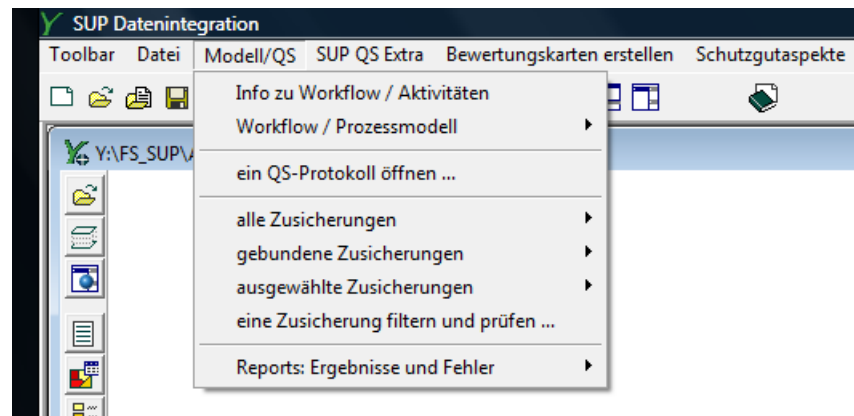 SUP Datenintegration
Toolbar Datei Modell/QS SUP QS Extra Bewertungskarten erstellen Schutzgutaspekte
Info zu Workflow / Aktivitäten
Workflow / Prozessmodell
Y:\FS_SUP\
ein QS-Protokoll öffnen ...
alle Zusicherungen
gebundene Zusicherungen
ausgewählte Zusicherungen
eine Zusicherung filtern und prüfen ...
Reports: Ergebnisse und Fehler